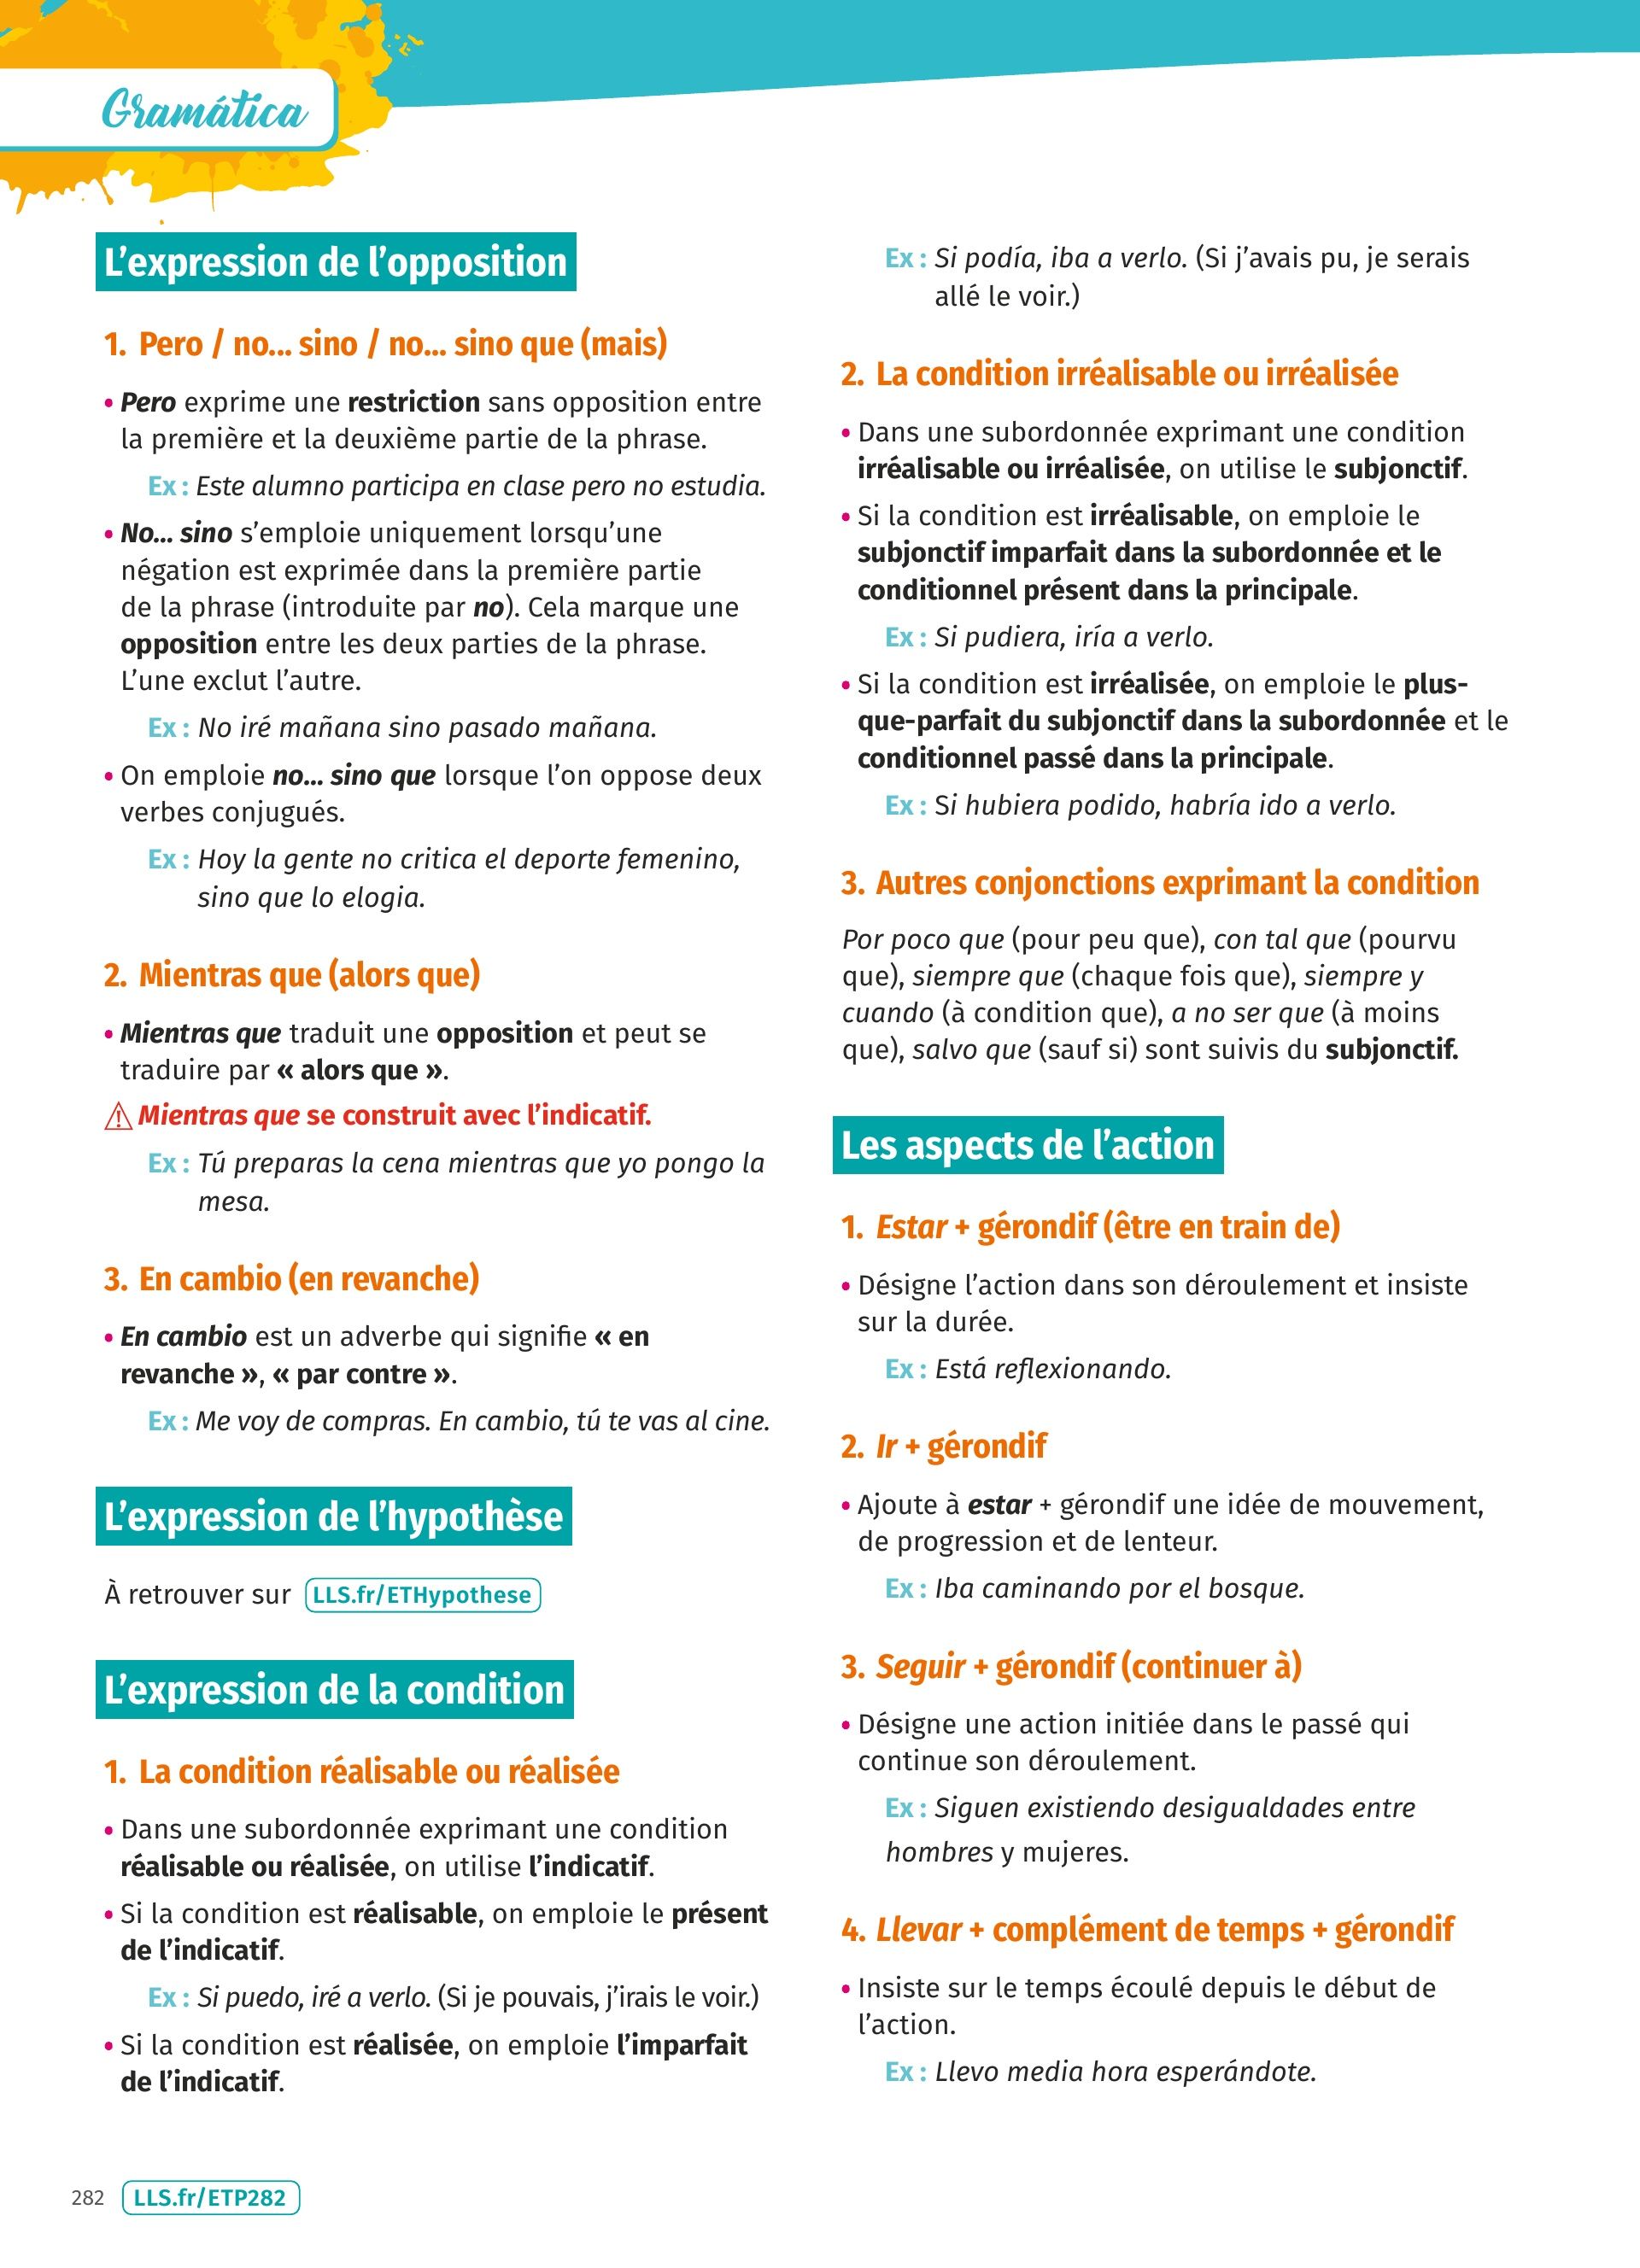 Gramática
L’expression de l’opposition
1. Pero / no... sino / no... sino que (mais)
• Pero exprime une restriction sans opposition entre
la première et la deuxième partie de la phrase.
Ex : Este alumno participa en clase pero no estudia.
• No... sino s’emploie uniquement lorsqu’une
négation est exprimée dans la première partie
de la phrase (introduite par no). Cela marque une
opposition entre les deux parties de la phrase.
L’une exclut l’autre.
Ex : No iré mañana sino pasado mañana.
• On emploie no... sino que lorsque l’on oppose deux
verbes conjugués.
Ex : Hoy la gente no critica el deporte femenino,
sino que lo elogia.
2. Mientras que (alors que)
• Mientras que traduit une opposition et peut se
traduire par « alors que ».
⚠ Mientras que se construit avec l’indicatif.
Ex : Tú preparas la cena mientras que yo pongo la
mesa.
3. En cambio (en revanche)
• En cambio est un adverbe qui signifie « en
revanche », « par contre ».
Ex : Me voy de compras. En cambio, tú te vas al cine.
L’expression de l’hypothèse
À retrouver sur LLS.fr/ETHypothese
L’expression de la condition
1. La condition réalisable ou réalisée
• Dans une subordonnée exprimant une condition
réalisable ou réalisée, on utilise l’indicatif.
• Si la condition est réalisable, on emploie le présent
de l’indicatif.
Ex : Si puedo, iré a verlo. (Si je pouvais, j’irais le voir.)
• Si la condition est réalisée, on emploie l’imparfait
de l’indicatif.
Ex : Si podía, iba a verlo. (Si j’avais pu, je serais
allé le voir.)
2. La condition irréalisable ou irréalisée
• Dans une subordonnée exprimant une condition
irréalisable ou irréalisée, on utilise le subjonctif.
• Si la condition est irréalisable, on emploie le
subjonctif imparfait dans la subordonnée et le
conditionnel présent dans la principale.
Ex : Si pudiera, iría a verlo.
• Si la condition est irréalisée, on emploie le plus-
que-parfait du subjonctif dans la subordonnée et le
conditionnel passé dans la principale.
Ex : Si hubiera podido, habría ido a verlo.
3. Autres conjonctions exprimant la condition
Por poco que (pour peu que), con tal que (pourvu
que), siempre que (chaque fois que), siempre y
cuando (à condition que), a no ser que (à moins
que), salvo que (sauf si) sont suivis du subjonctif.
Les aspects de l’action
1. Estar + gérondif (être en train de)
• Désigne l’action dans son déroulement et insiste
sur la durée.
Ex : Está reflexionando.
2. Ir + gérondif
• Ajoute à estar + gérondif une idée de mouvement,
de progression et de lenteur.
Ex : Iba caminando por el bosque.
3. Seguir + gérondif (continuer à)
• Désigne une action initiée dans le passé qui
continue son déroulement.
Ex : Siguen existiendo desigualdades entre
hombres y mujeres.
4. Llevar + complément de temps + gérondif
• Insiste sur le temps écoulé depuis le début de
l’action.
Ex : Llevo media hora esperándote.
282 LLS.fr/ETP282